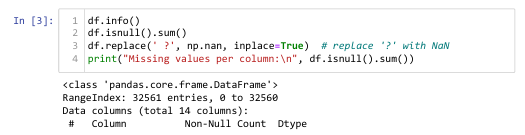 In [3]:
1 df.info()
2 df.isnull().sum()
3 df.replace(' ?', np.nan, inplace=True)  # replace '?' with NaN
4 print("Missing values per column:\n", df.isnull().sum())
<class 'pandas.core.frame.DataFrame'>
RangeIndex: 32561 entries, 0 to 32560
Data columns (total 14 columns):
 #   Column          Non-Null Count  Dtype